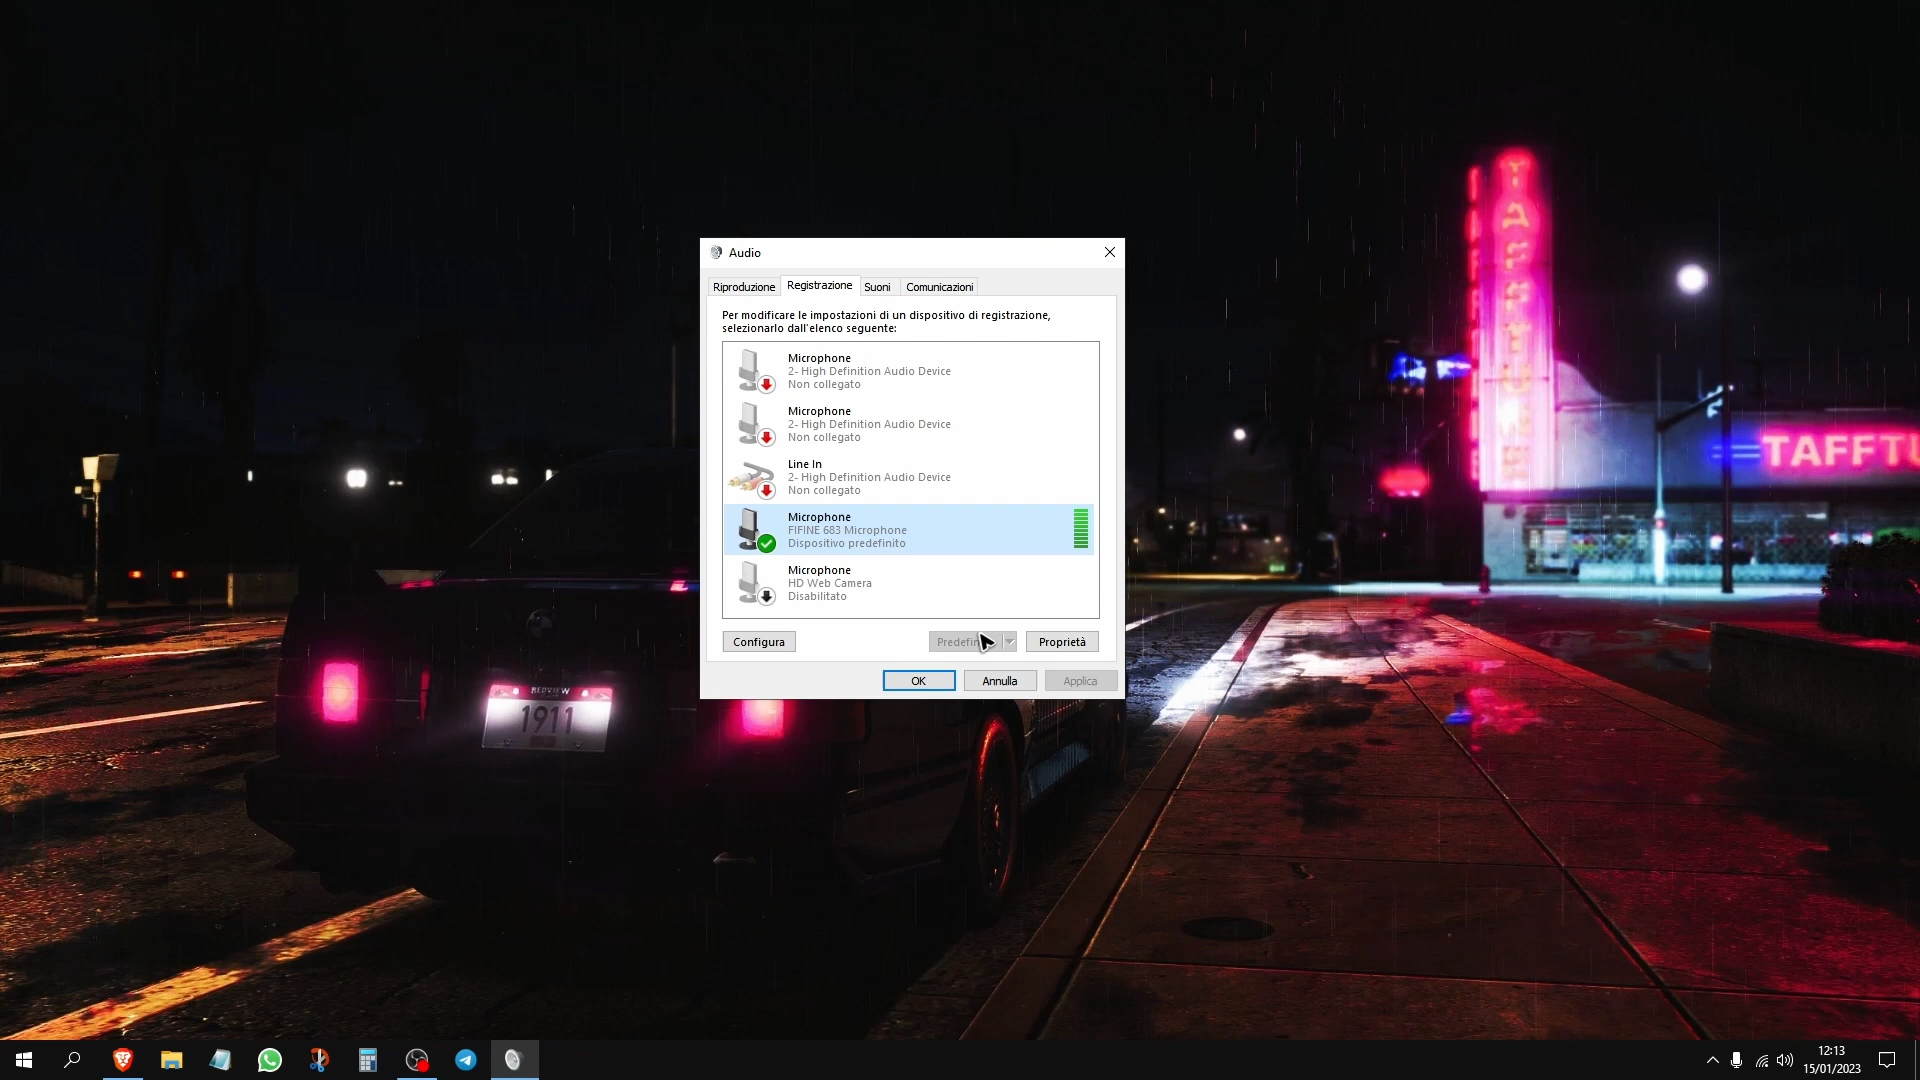 Audio
Riproduzione Registrazione Suoni Comunicazioni
Per modificare le impostazioni di un dispositivo di registrazione,
selezionarlo dall'elenco seguente:
Microphone
2- High Definition Audio Device
Non collegato
Microphone
2- High Definition Audio Device
Non collegato
Line In
2- High Definition Audio Device
Non collegato
Microphone
FIFINE 683 Microphone
Dispositivo predefinito
Microphone
HD Web Camera
Disabilitato
Configura Proprietà
OK Annulla Applica
TAFFTU
1911
12:13
15/01/2023